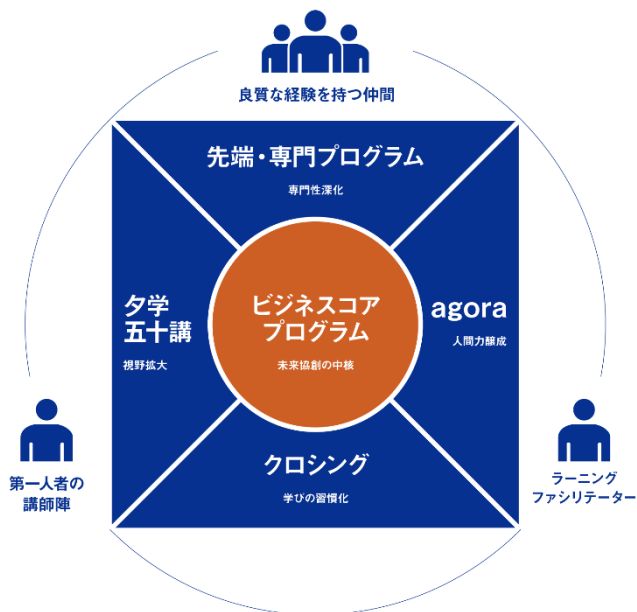 良質な経験を持つ仲間
先端・専門プログラム
専門性深化
夕学
五十講
視野拡大
ビジネスコア
プログラム
未来協創の中核
agora
人間力醸成
クロシング
学びの習慣化
第一人者の
講師陣
ラーニング
ファシリテーター